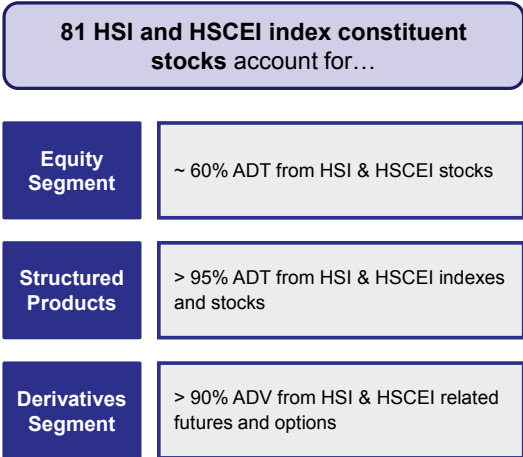 81 HSI and HSCEI index constituent
stocks account for…
Equity
Segment
~ 60% ADT from HSI & HSCEI stocks
Structured
Products
> 95% ADT from HSI & HSCEI indexes
and stocks
Derivatives
Segment
> 90% ADV from HSI & HSCEI related
futures and options